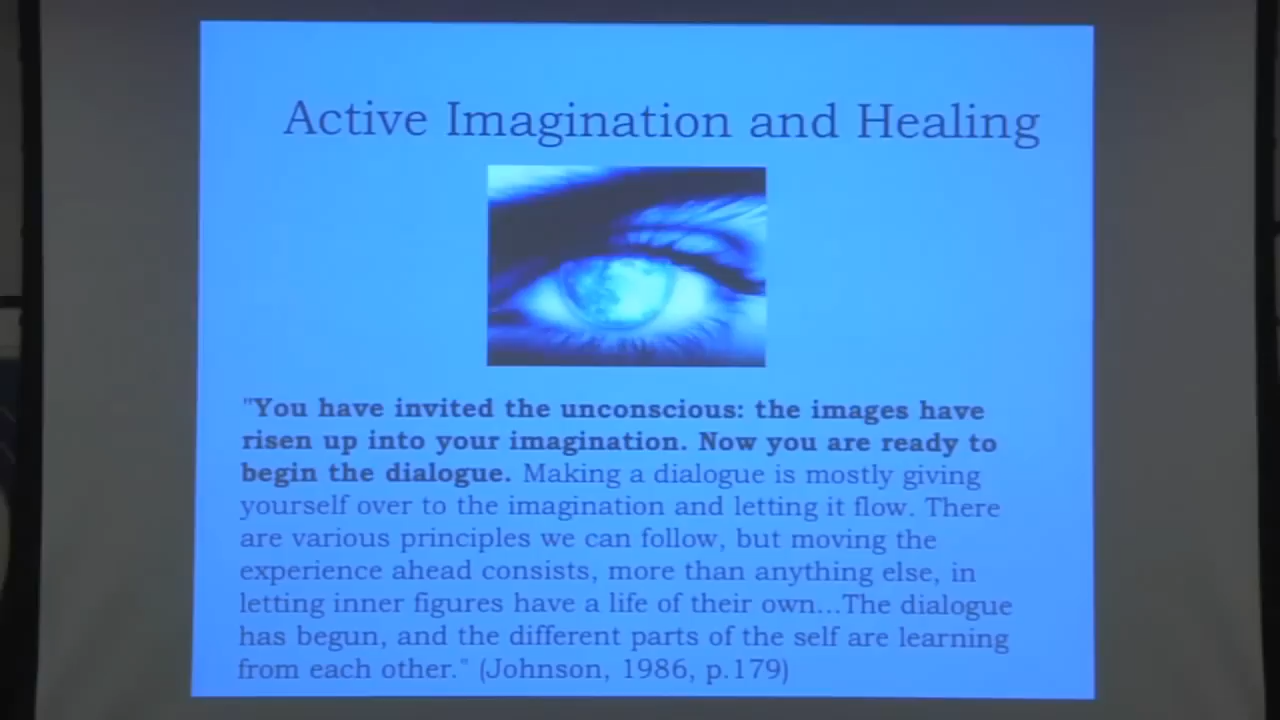 Active Imagination and Healing
"You have invited the unconscious: the images have
risen up into your imagination. Now you are ready to
begin the dialogue. Making a dialogue is mostly giving
yourself over to the imagination and letting it flow. There
are various principles we can follow, but moving the
experience ahead consists, more than anything else, in
letting inner figures have a life of their own...The dialogue
has begun, and the different parts of the self are learning
from each other." (Johnson, 1986, p.179)